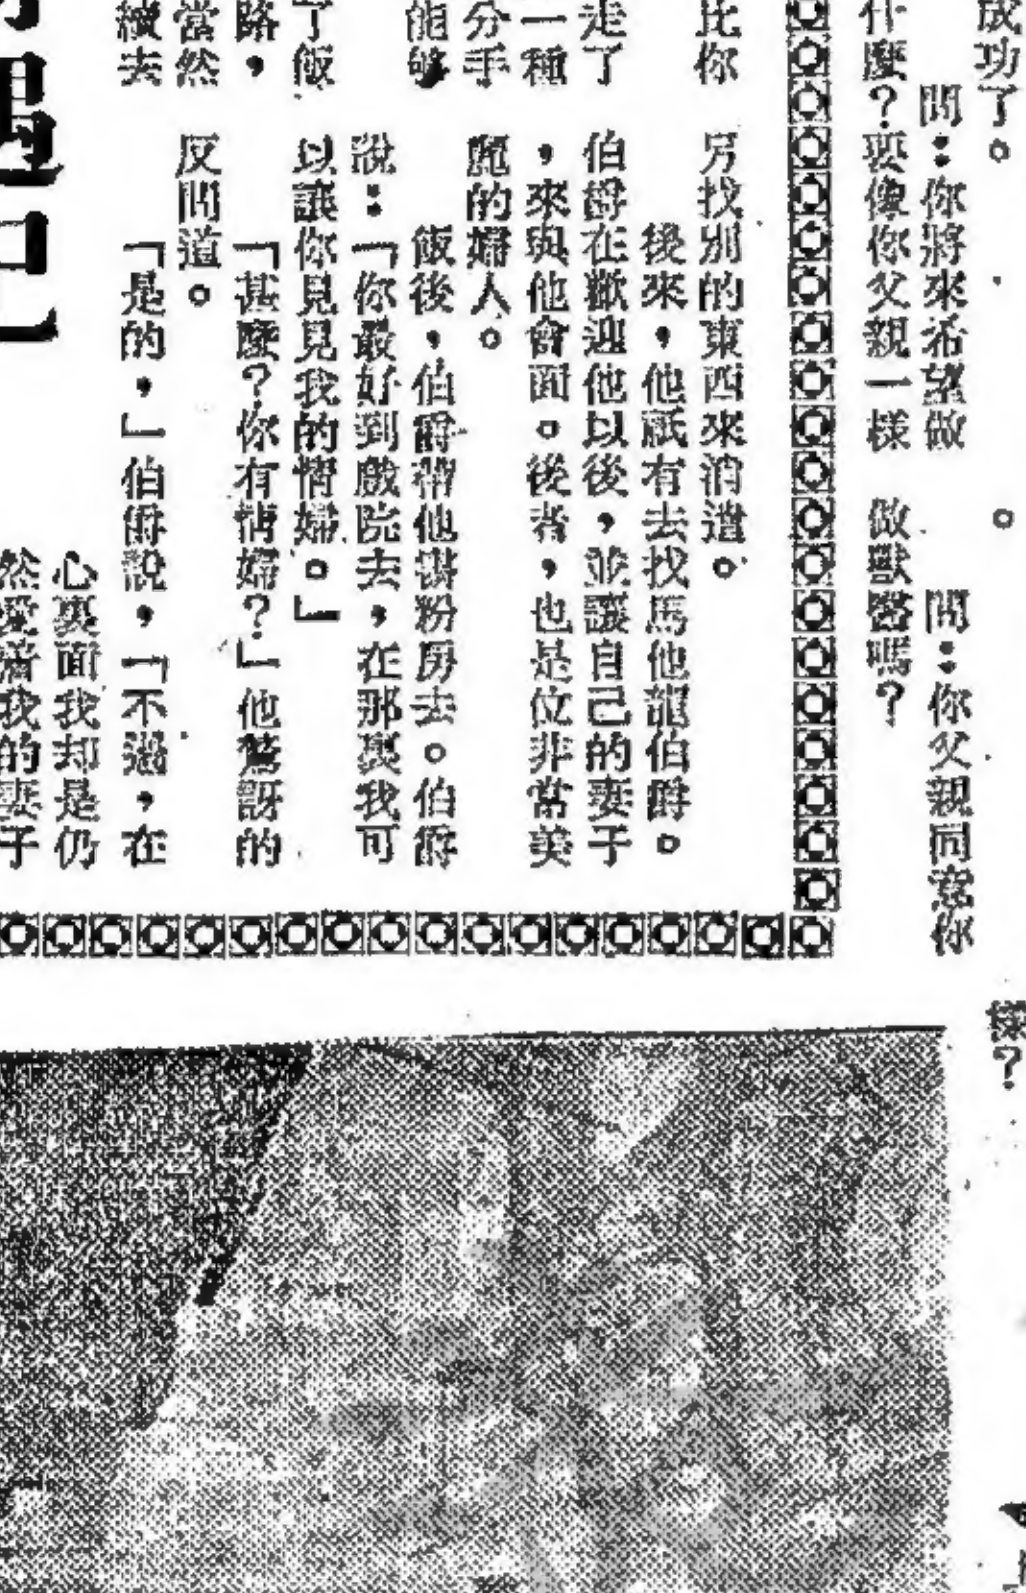 成功了。
問：你將來希望做
問：你父親同意你
什麼？要像你父親一樣
做獸醫嗎？
樣？
比你
走了
一種
分手
能够
了飯
路，
當然
續去
另找別的東西來消遣。
後來，他祇有去找馬他龍伯爵。
伯爵在歡迎他以後，並讓自己的妻子
，來與他會面。後者，也是位非常美
麗的婦人。
飯後，伯爵帶他到粉房去。伯爵
說：「你最好到戲院去，在那裏我可
以讓你見見我的情婦。」
「甚麼？你有情婦？」他驚訝的
反問道。
「是的，」伯爵說，「不過，在
心裏面我却是仍
然愛着我的妻子
遇記